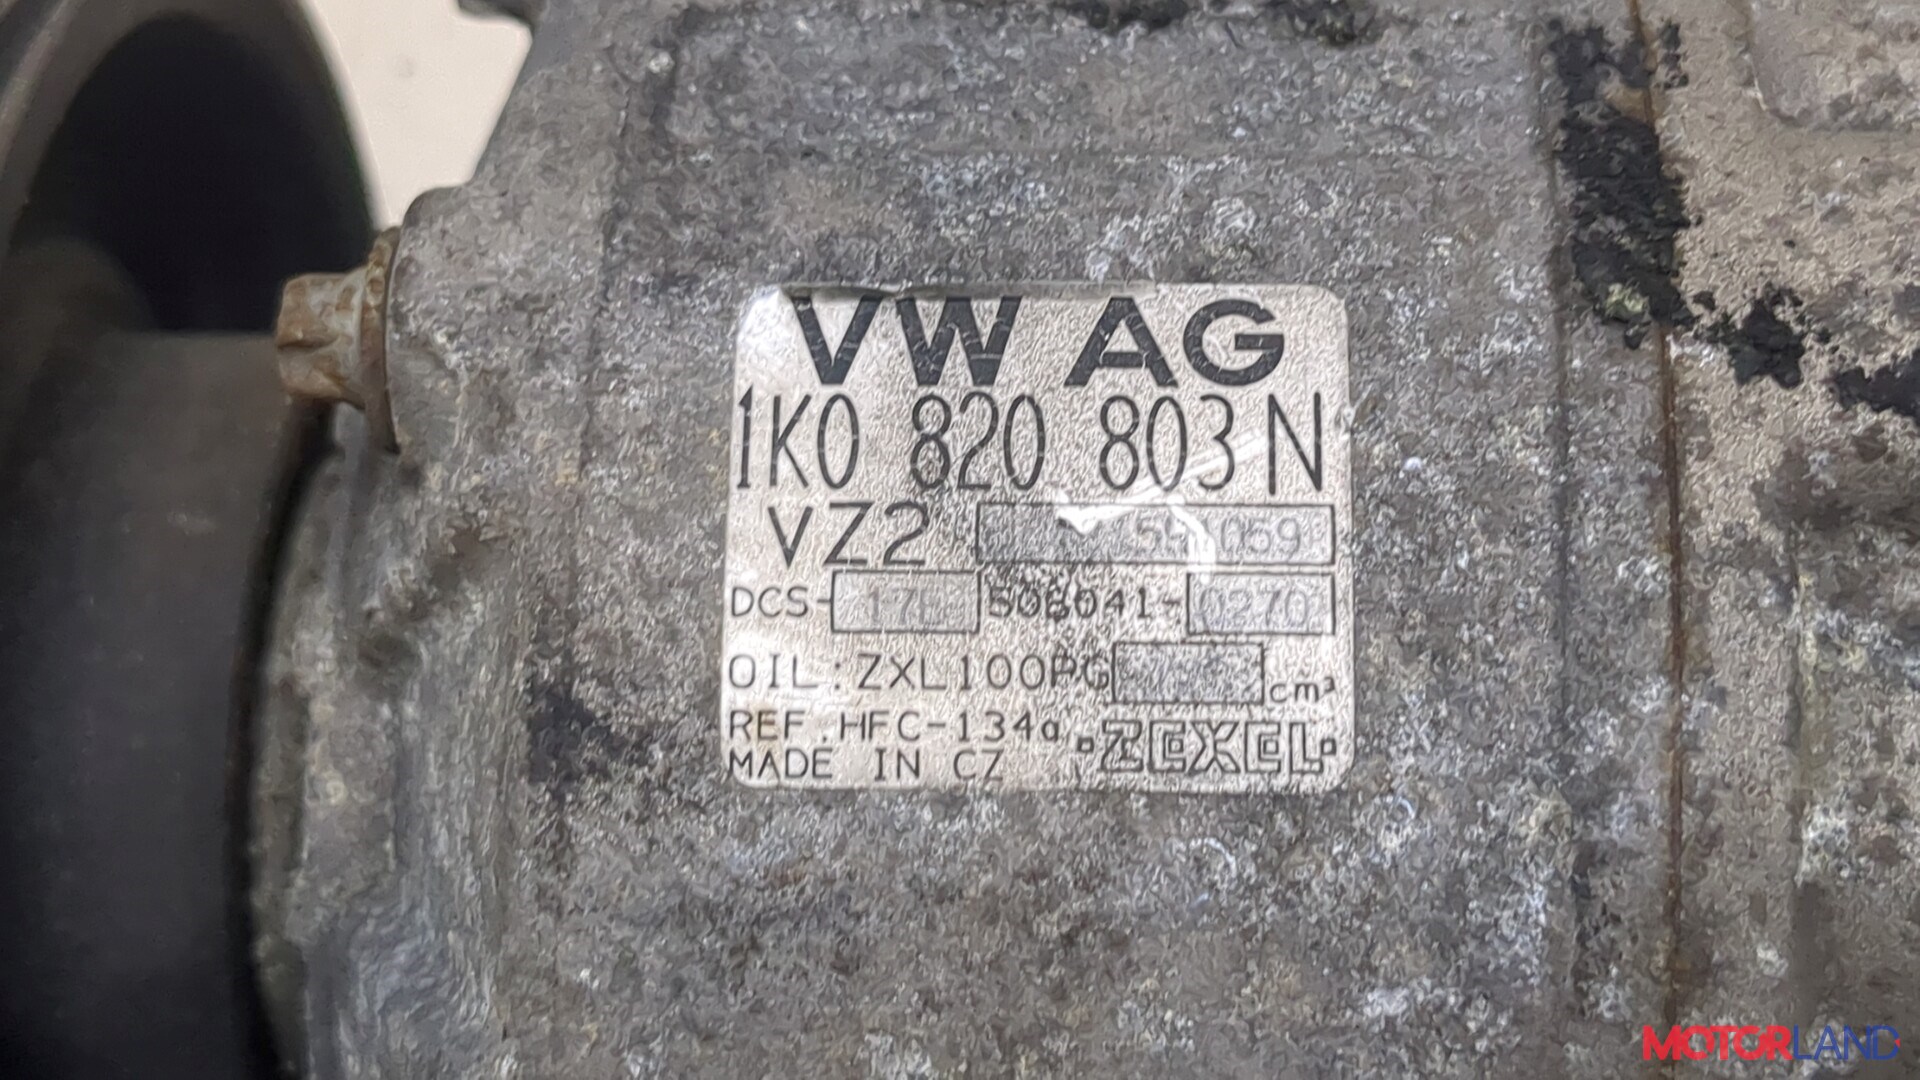 VW AG
1K0 820 803 N
VZ2
DCS- 506041- 0270
OIL: ZXL100PG cm³
REF. HFC-134a ZEXEL
MADE IN CZ
MOTORLAND